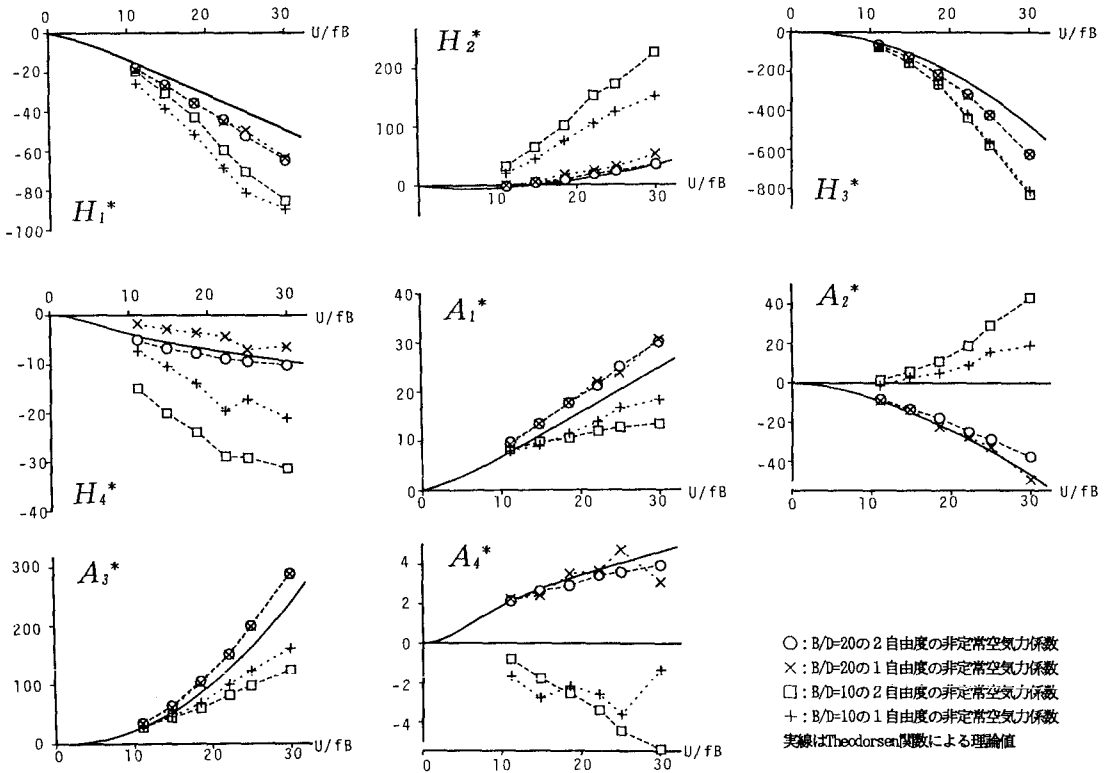 0 10 20 30
U/fB
0
-20
-40
-60
-80
-100
H₁*
H₂*
200
100
0
0 10 20 30
U/fB
0 10 20 30
U/fB
0
-200
-400
-600
-800
H₃*
0 10 20 30
U/fB
0
-10
-20
-30
-40
H₄*
A₁*
40
30
20
10
0
0 10 20 30
U/fB
A₂*
40
20
0
-20
-40
0 10 20 30
U/fB
A₃*
300
200
100
0
0 10 20 30
U/fB
A₄*
4
2
0
-2
-4
0 10 20 30
U/fB
○:B/D=20の2自由度の非定常空気力係数
×:B/D=20の1自由度の非定常空気力係数
□:B/D=10の2自由度の非定常空気力係数
+:B/D=10の1自由度の非定常空気力係数
実線はTheodorsen関数による理論値